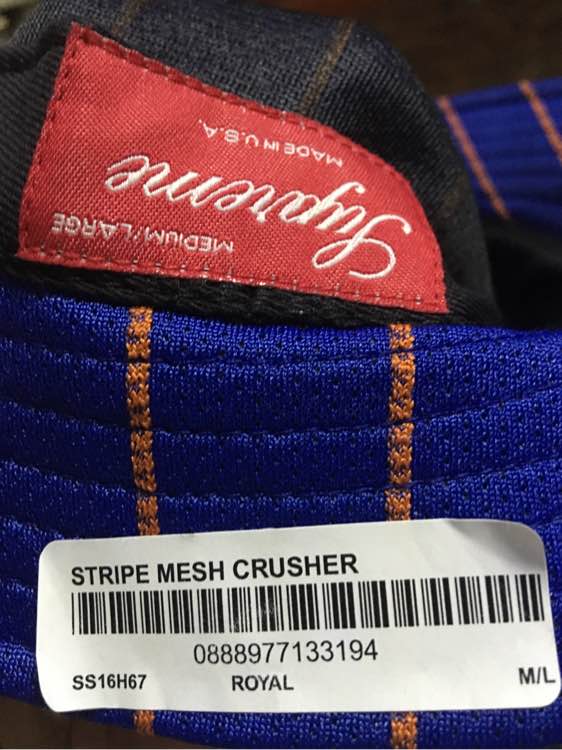 Supreme
MADE IN U.S.A.
MEDIUM/LARGE
STRIPE MESH CRUSHER
0888977133194
SS16H67
ROYAL
M/L